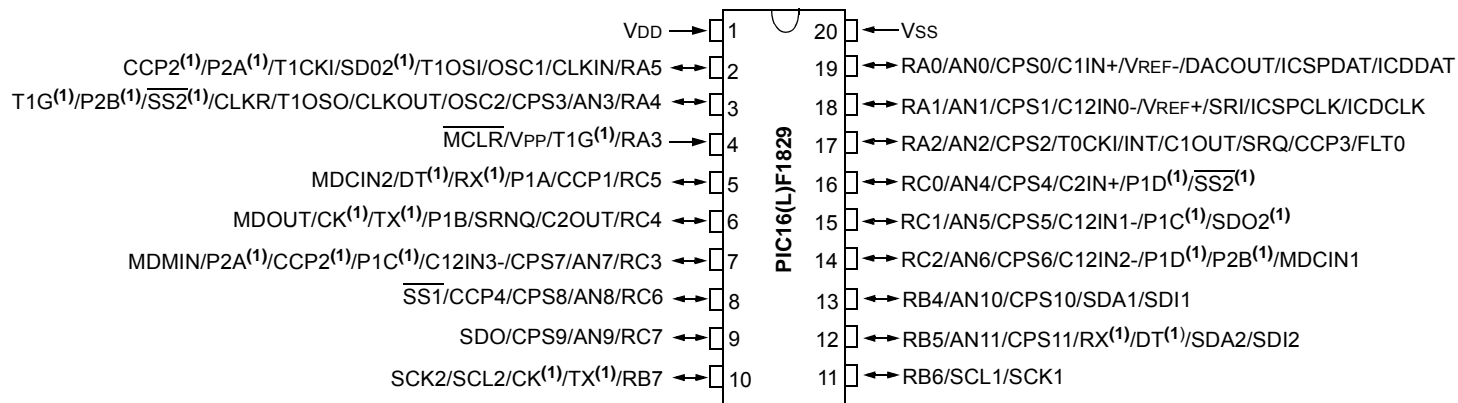 VDD 1 20 VSS
CCP2(1)/P2A(1)/T1CKI/SD02(1)/T1OSI/OSC1/CLKIN/RA5 2 19 RA0/AN0/CPS0/C1IN+/VREF-/DACOUT/ICSPDAT/ICDDAT
T1G(1)/P2B(1)/SS2(1)/CLKR/T1OSO/CLKOUT/OSC2/CPS3/AN3/RA4 3 18 RA1/AN1/CPS1/C12IN0-/VREF+/SRI/ICSPCLK/ICDCLK
MCLR/VPP/T1G(1)/RA3 4 17 RA2/AN2/CPS2/T0CKI/INT/C1OUT/SRQ/CCP3/FLT0
MDCIN2/DT(1)/RX(1)/P1A/CCP1/RC5 5 16 RC0/AN4/CPS4/C2IN+/P1D(1)/SS2(1)
MDOUT/CK(1)/TX(1)/P1B/SRNQ/C2OUT/RC4 6 15 RC1/AN5/CPS5/C12IN1-/P1C(1)/SDO2(1)
MDMIN/P2A(1)/CCP2(1)/P1C(1)/C12IN3-/CPS7/AN7/RC3 7 14 RC2/AN6/CPS6/C12IN2-/P1D(1)/P2B(1)/MDCIN1
SS1/CCP4/CPS8/AN8/RC6 8 13 RB4/AN10/CPS10/SDA1/SDI1
SDO/CPS9/AN9/RC7 9 12 RB5/AN11/CPS11/RX(1)/DT(1)/SDA2/SDI2
SCK2/SCL2/CK(1)/TX(1)/RB7 10 11 RB6/SCL1/SCK1
PIC16(L)F1829